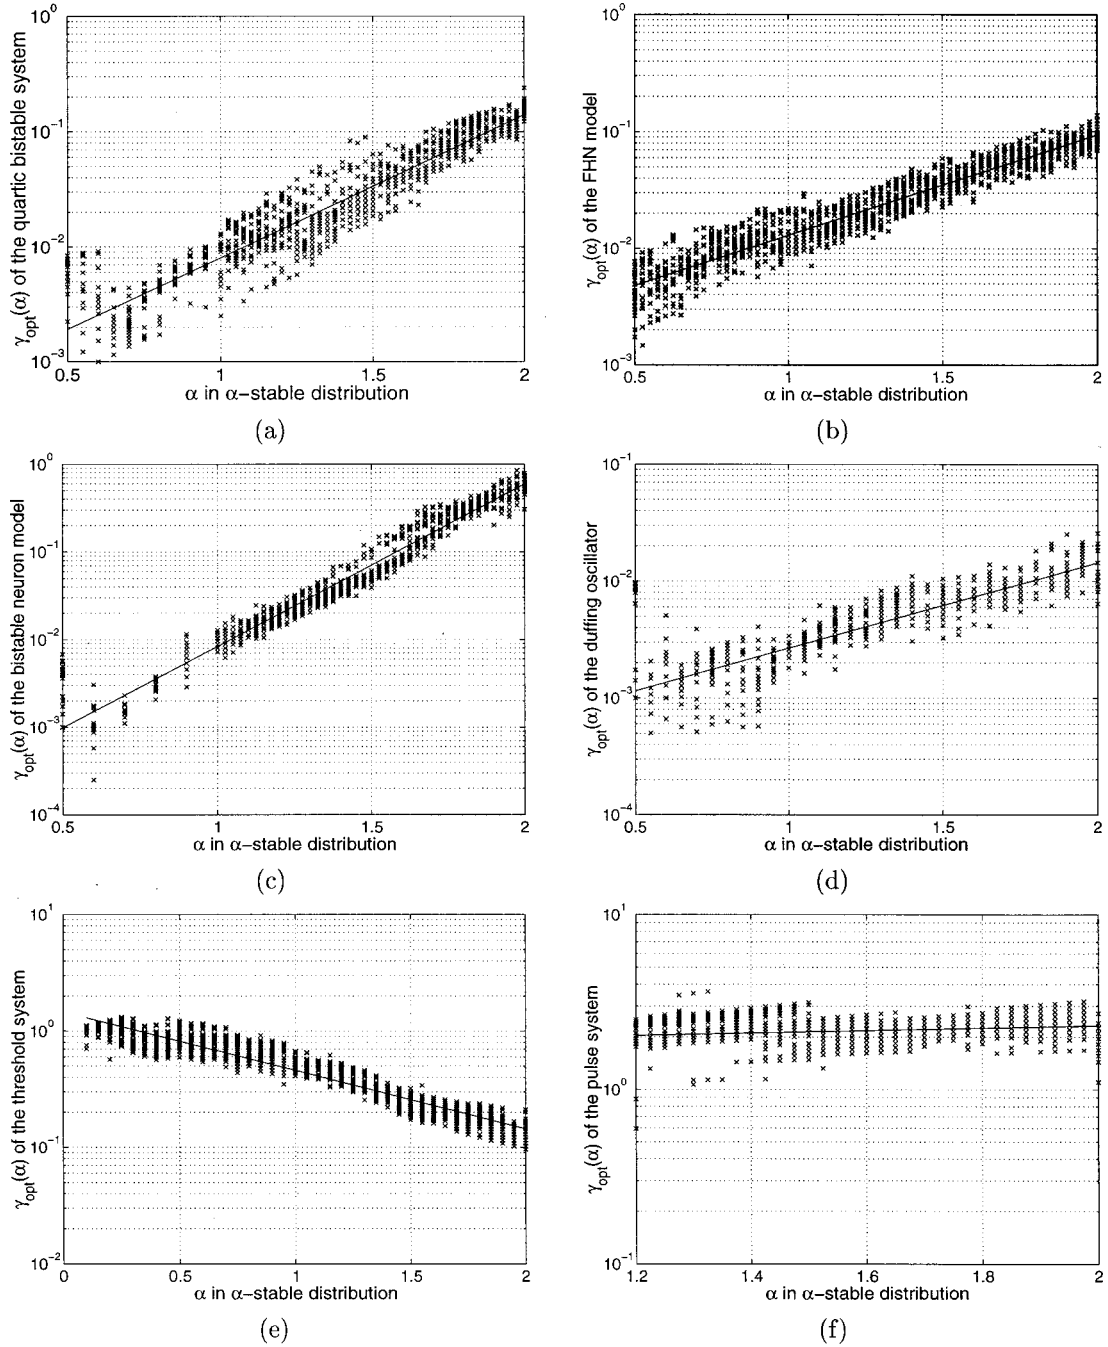 γopt(α) of the quartic bistable system
10^0
10^-1
10^-2
10^-3
0.5
1
1.5
2
α in α−stable distribution
(a)
γopt(α) of the FHN model
10^0
10^-1
10^-2
10^-3
0.5
1
1.5
2
α in α−stable distribution
(b)
γopt(α) of the bistable neuron model
10^0
10^-1
10^-2
10^-3
10^-4
0.5
1
1.5
2
α in α−stable distribution
(c)
γopt(α) of the duffing oscillator
10^-1
10^-2
10^-3
10^-4
0.5
1
1.5
2
α in α−stable distribution
(d)
γopt(α) of the threshold system
10^1
10^0
10^-1
10^-2
0
0.5
1
1.5
2
α in α−stable distribution
(e)
γopt(α) of the pulse system
10^1
10^0
10^-1
1.2
1.4
1.6
1.8
2
α in α−stable distribution
(f)